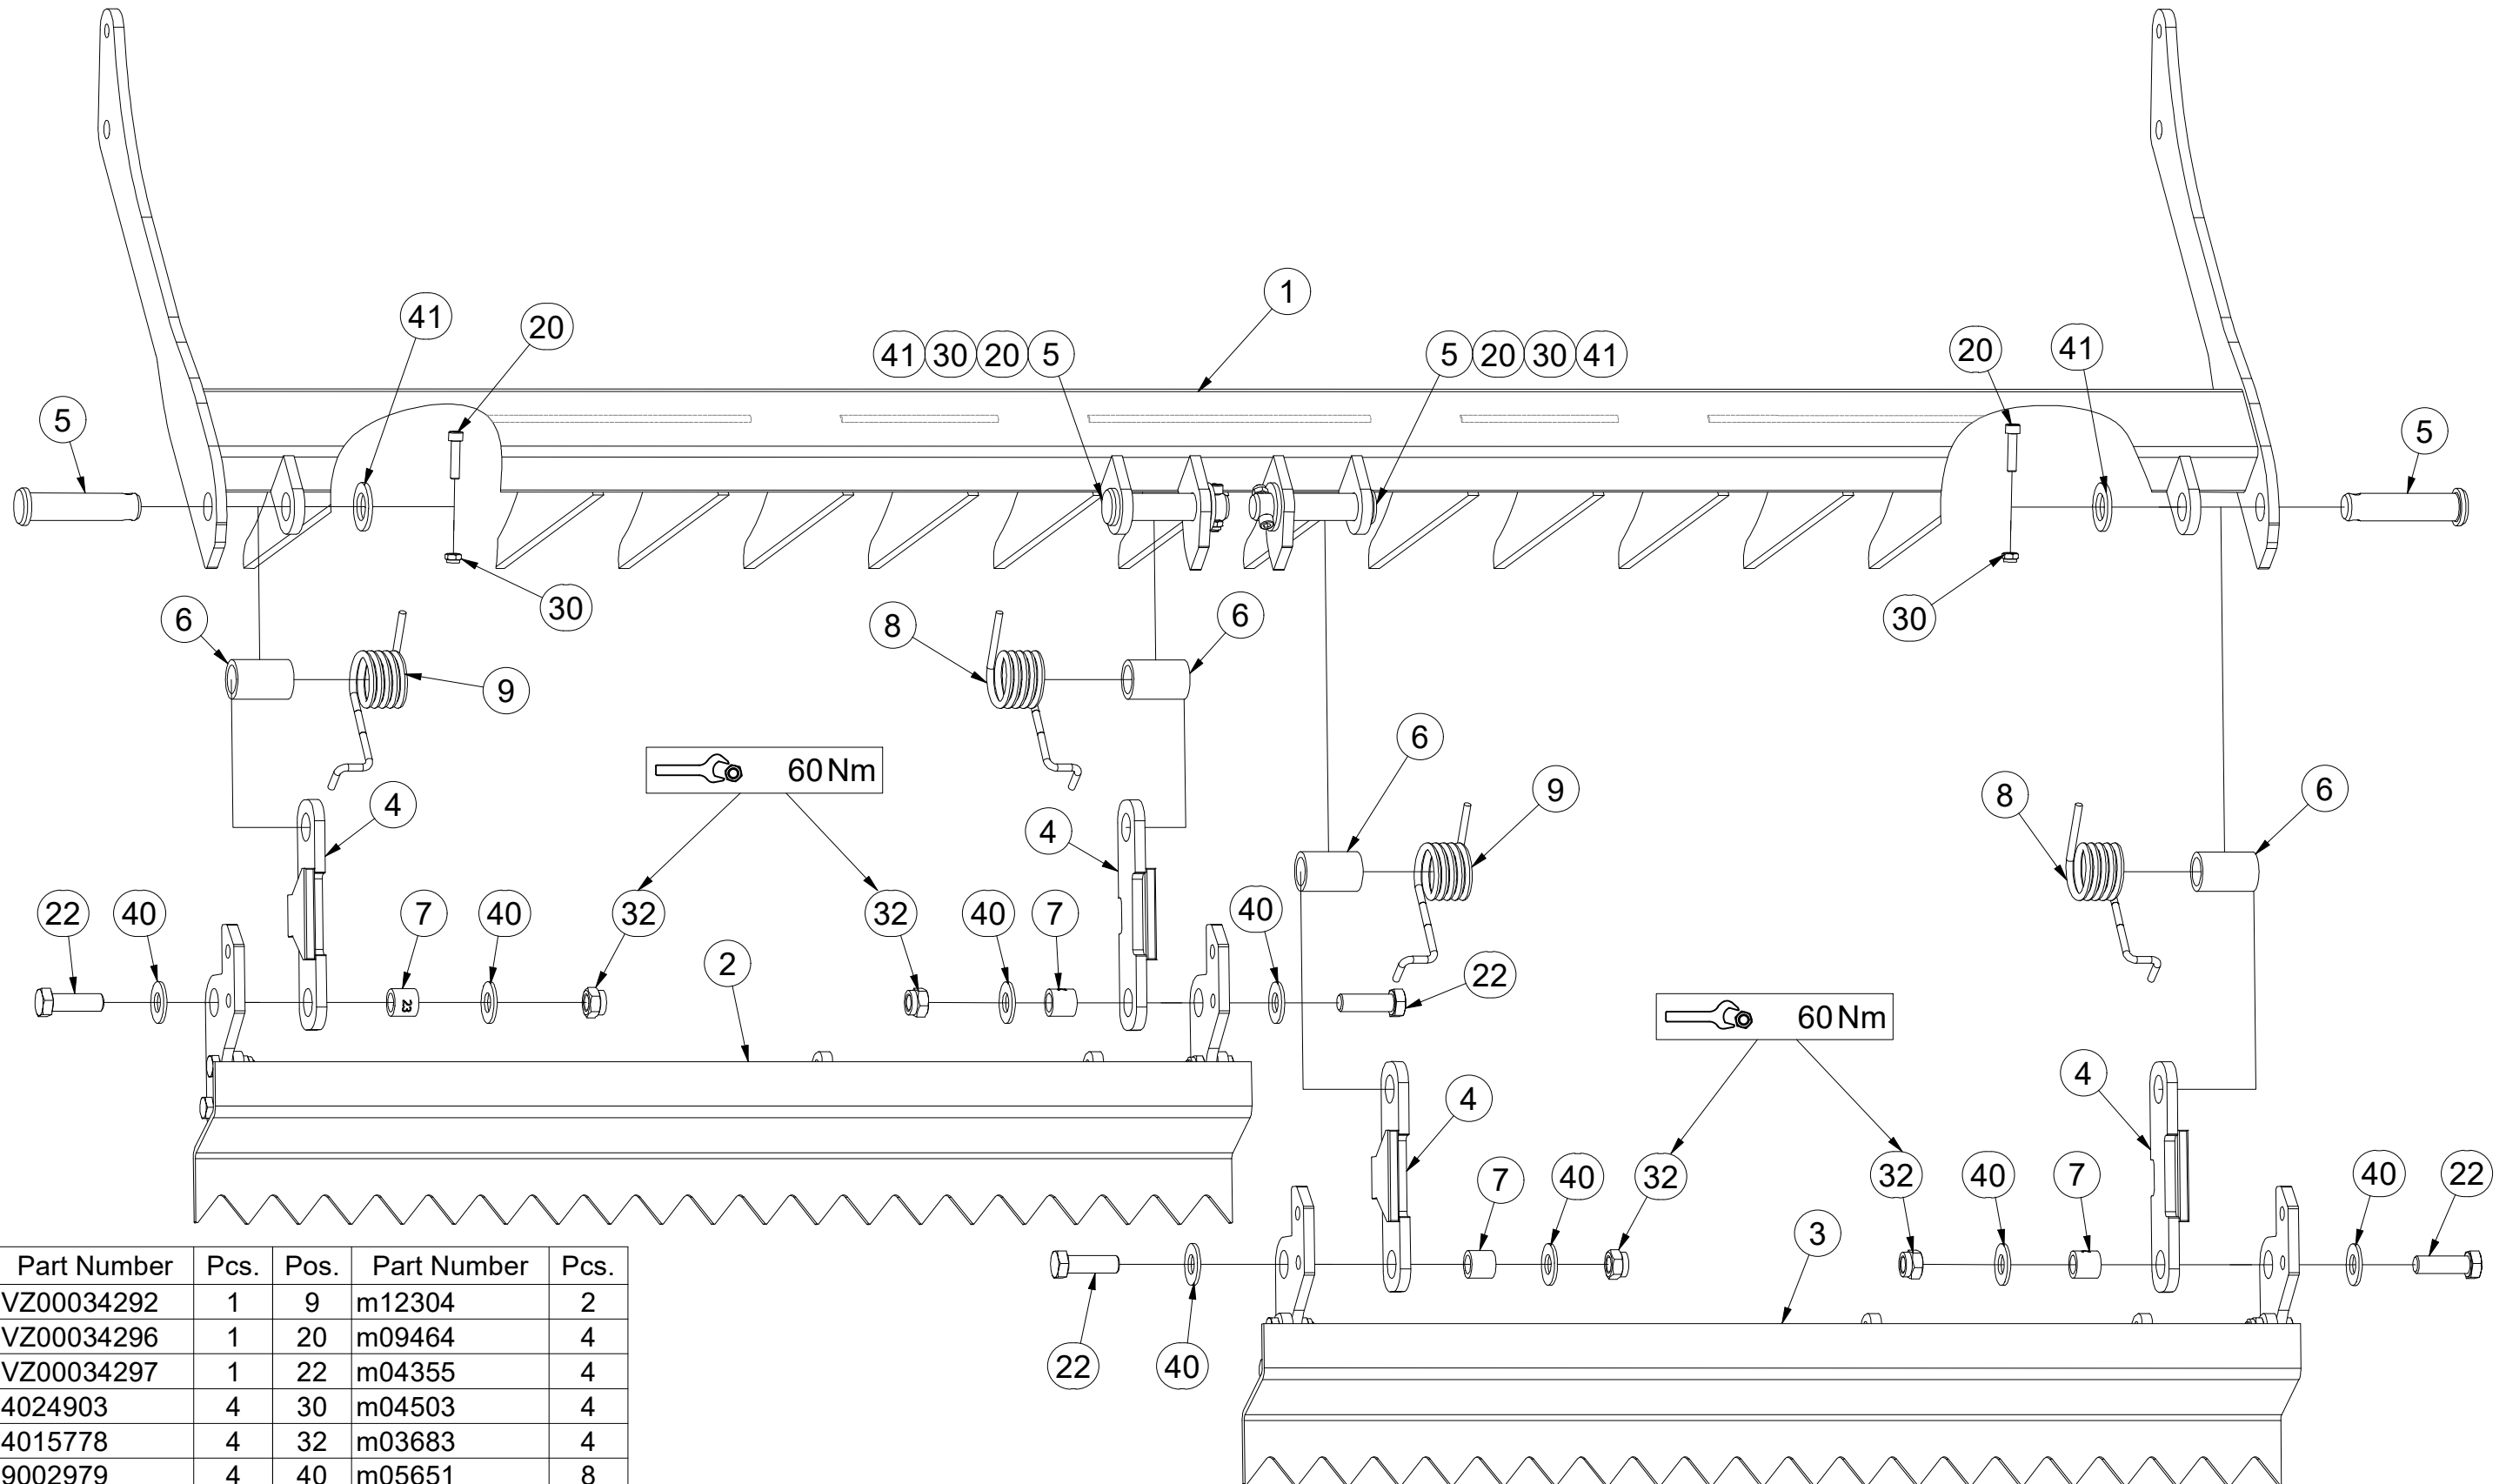 1
41 20
41 30 20 5
5 20 30 41
20 41
5
5
30
30
6
8
6
9
6
60 Nm
9
8
6
4
4
22 40 7 40 32
32 40 7 40
2
22
23
60 Nm
4
4
7 40 32
32 40 7 40 22
3
22 40
Part Number Pcs. Pos. Part Number Pcs.
VZ00034292 1 9 m12304 2
VZ00034296 1 20 m09464 4
VZ00034297 1 22 m04355 4
4024903 4 30 m04503 4
4015778 4 32 m03683 4
9002979 4 40 m05651 8